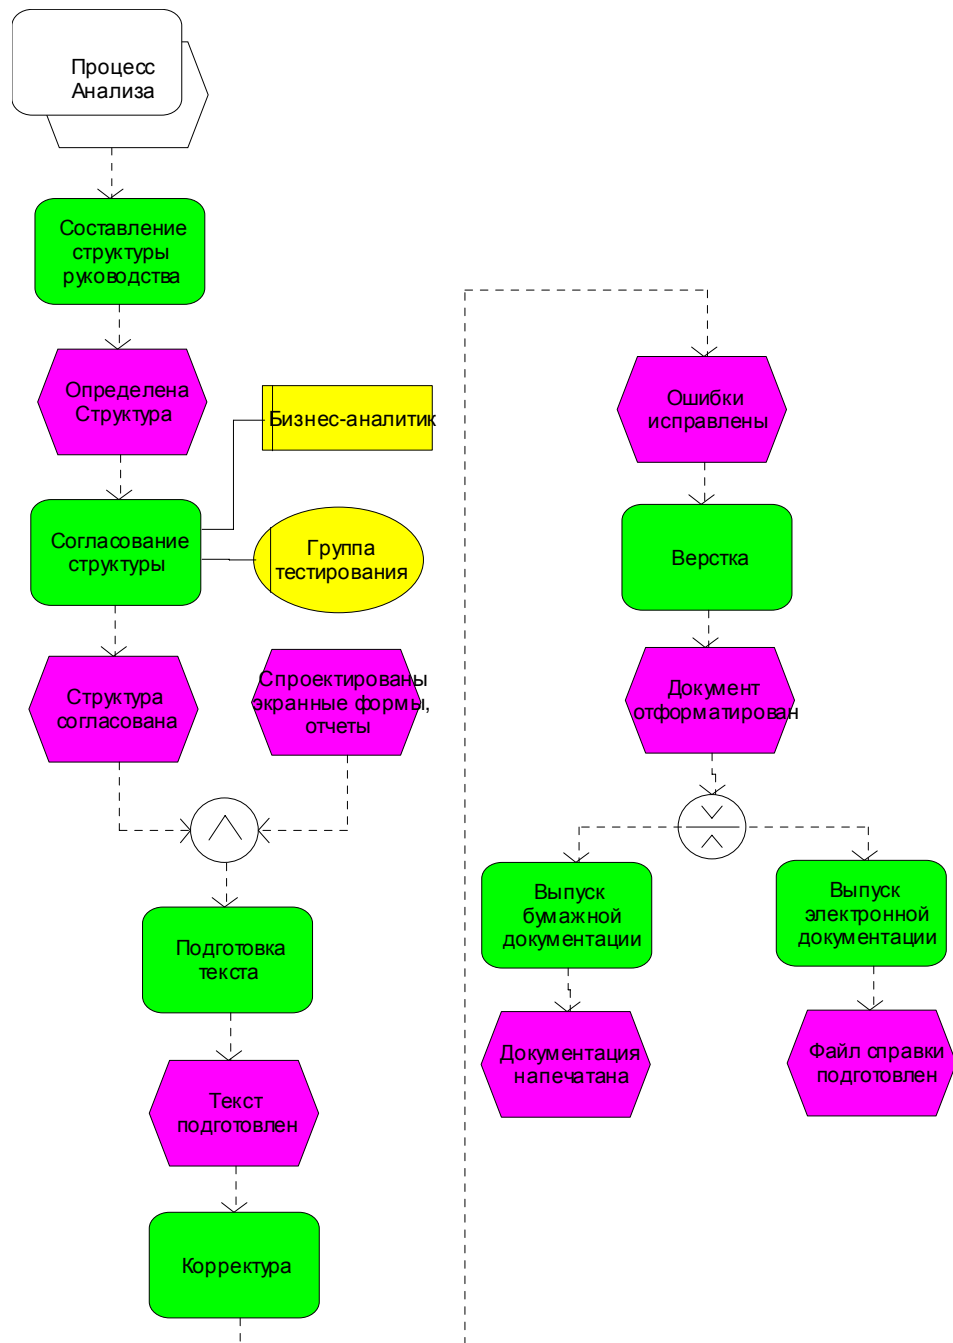 Процесс
Анализа
Составление
структуры
руководства
Определена
Структура
Бизнес-аналитик
Согласование
структуры
Группа
тестирования
Структура
согласована
Спроектированы
экранные формы,
отчеты
Подготовка
текста
Текст
подготовлен
Корректура
Ошибки
исправлены
Верстка
Документ
отформатирован
Выпуск
бумажной
документации
Выпуск
электронной
документации
Документация
напечатана
Файл справки
подготовлен